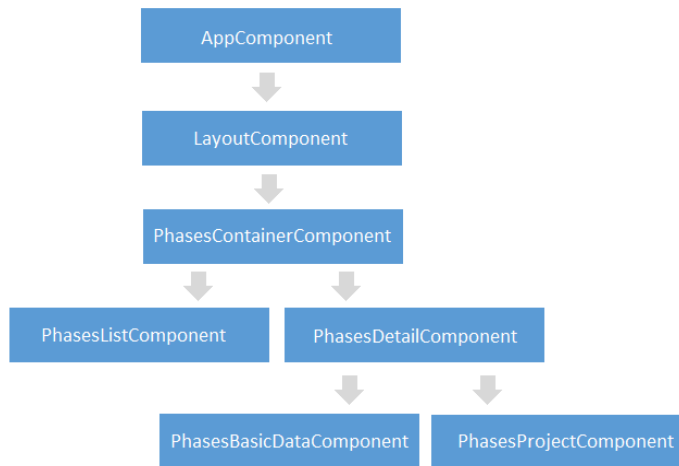 AppComponent
LayoutComponent
PhasesContainerComponent
PhasesListComponent
PhasesDetailComponent
PhasesBasicDataComponent
PhasesProjectComponent